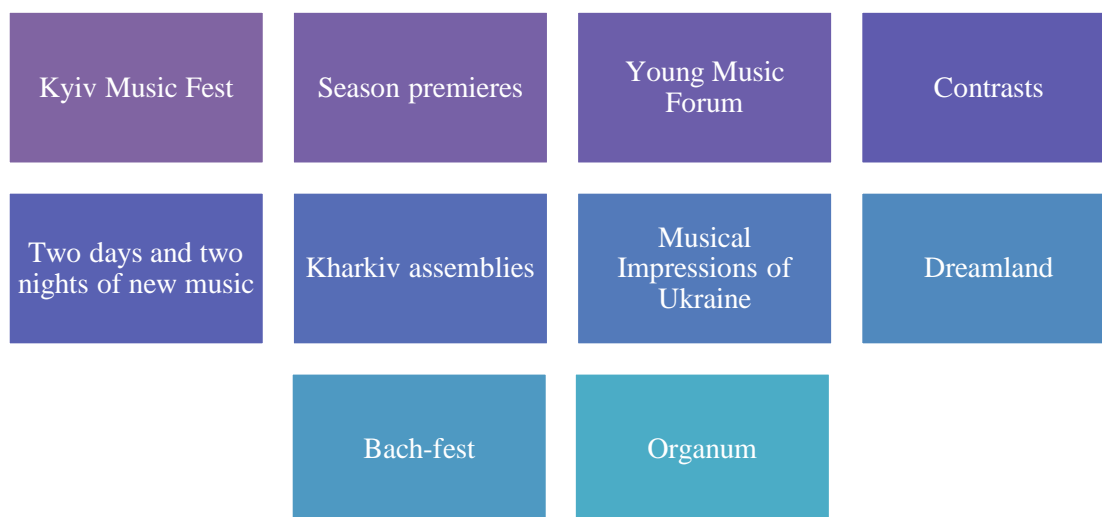 Kyiv Music Fest
Season premieres
Young Music
Forum
Contrasts
Two days and two
nights of new music
Kharkiv assemblies
Musical
Impressions of
Ukraine
Dreamland
Bach-fest
Organum